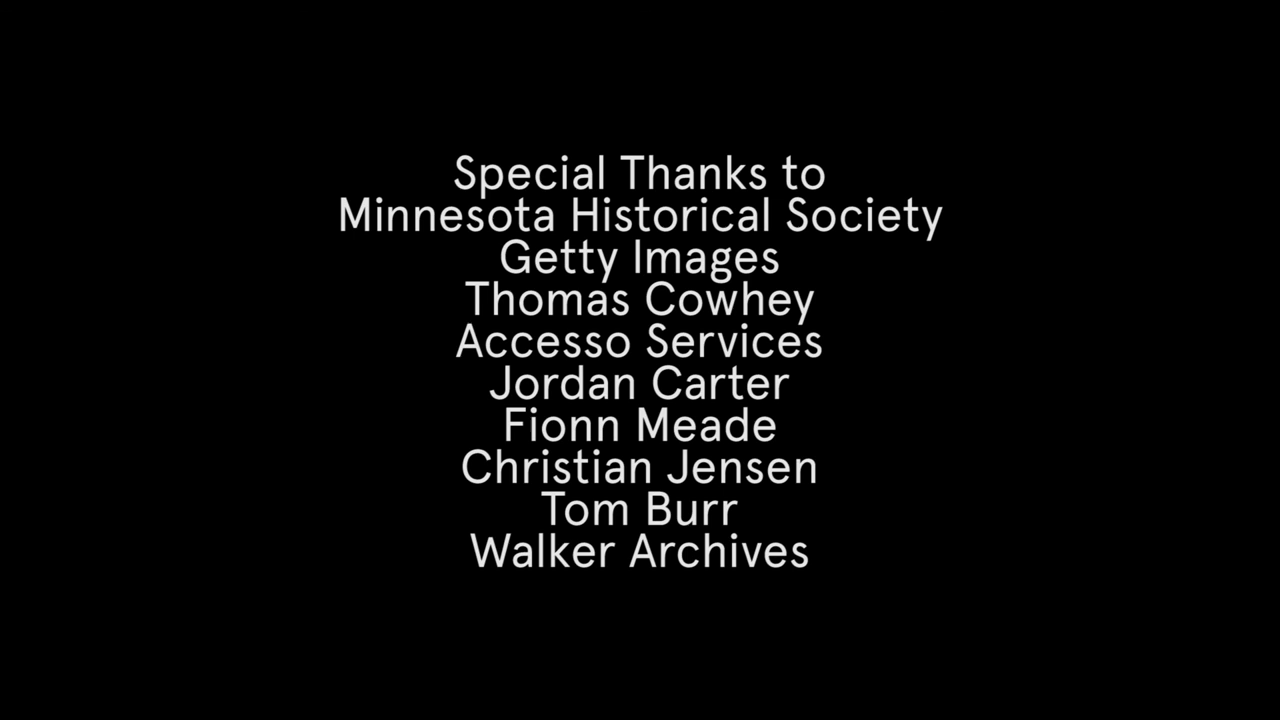 Special Thanks to
Minnesota Historical Society
Getty Images
Thomas Cowhey
Accesso Services
Jordan Carter
Fionn Meade
Christian Jensen
Tom Burr
Walker Archives